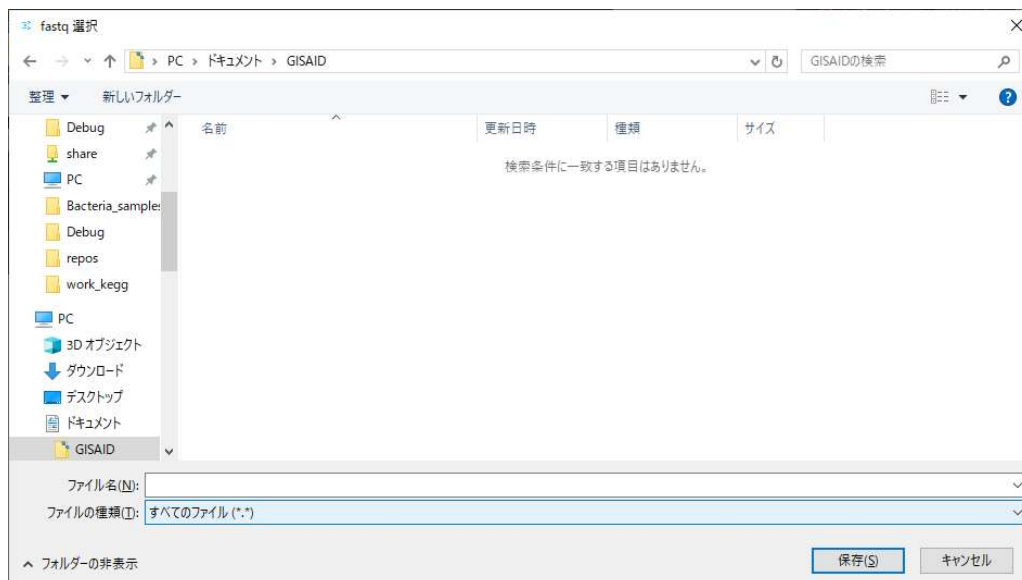 fastq 選択
PC › ドキュメント › GISAID
GISAIDの検索
整理 新しいフォルダー
名前 更新日時 種類 サイズ
検索条件に一致する項目はありません。
Debug
share
PC
Bacteria_samples
Debug
repos
work_kegg
PC
3D オブジェクト
ダウンロード
デスクトップ
ドキュメント
GISAID
ファイル名(N):
ファイルの種類(T): すべてのファイル (*.*)
フォルダーの非表示
保存(S) キャンセル